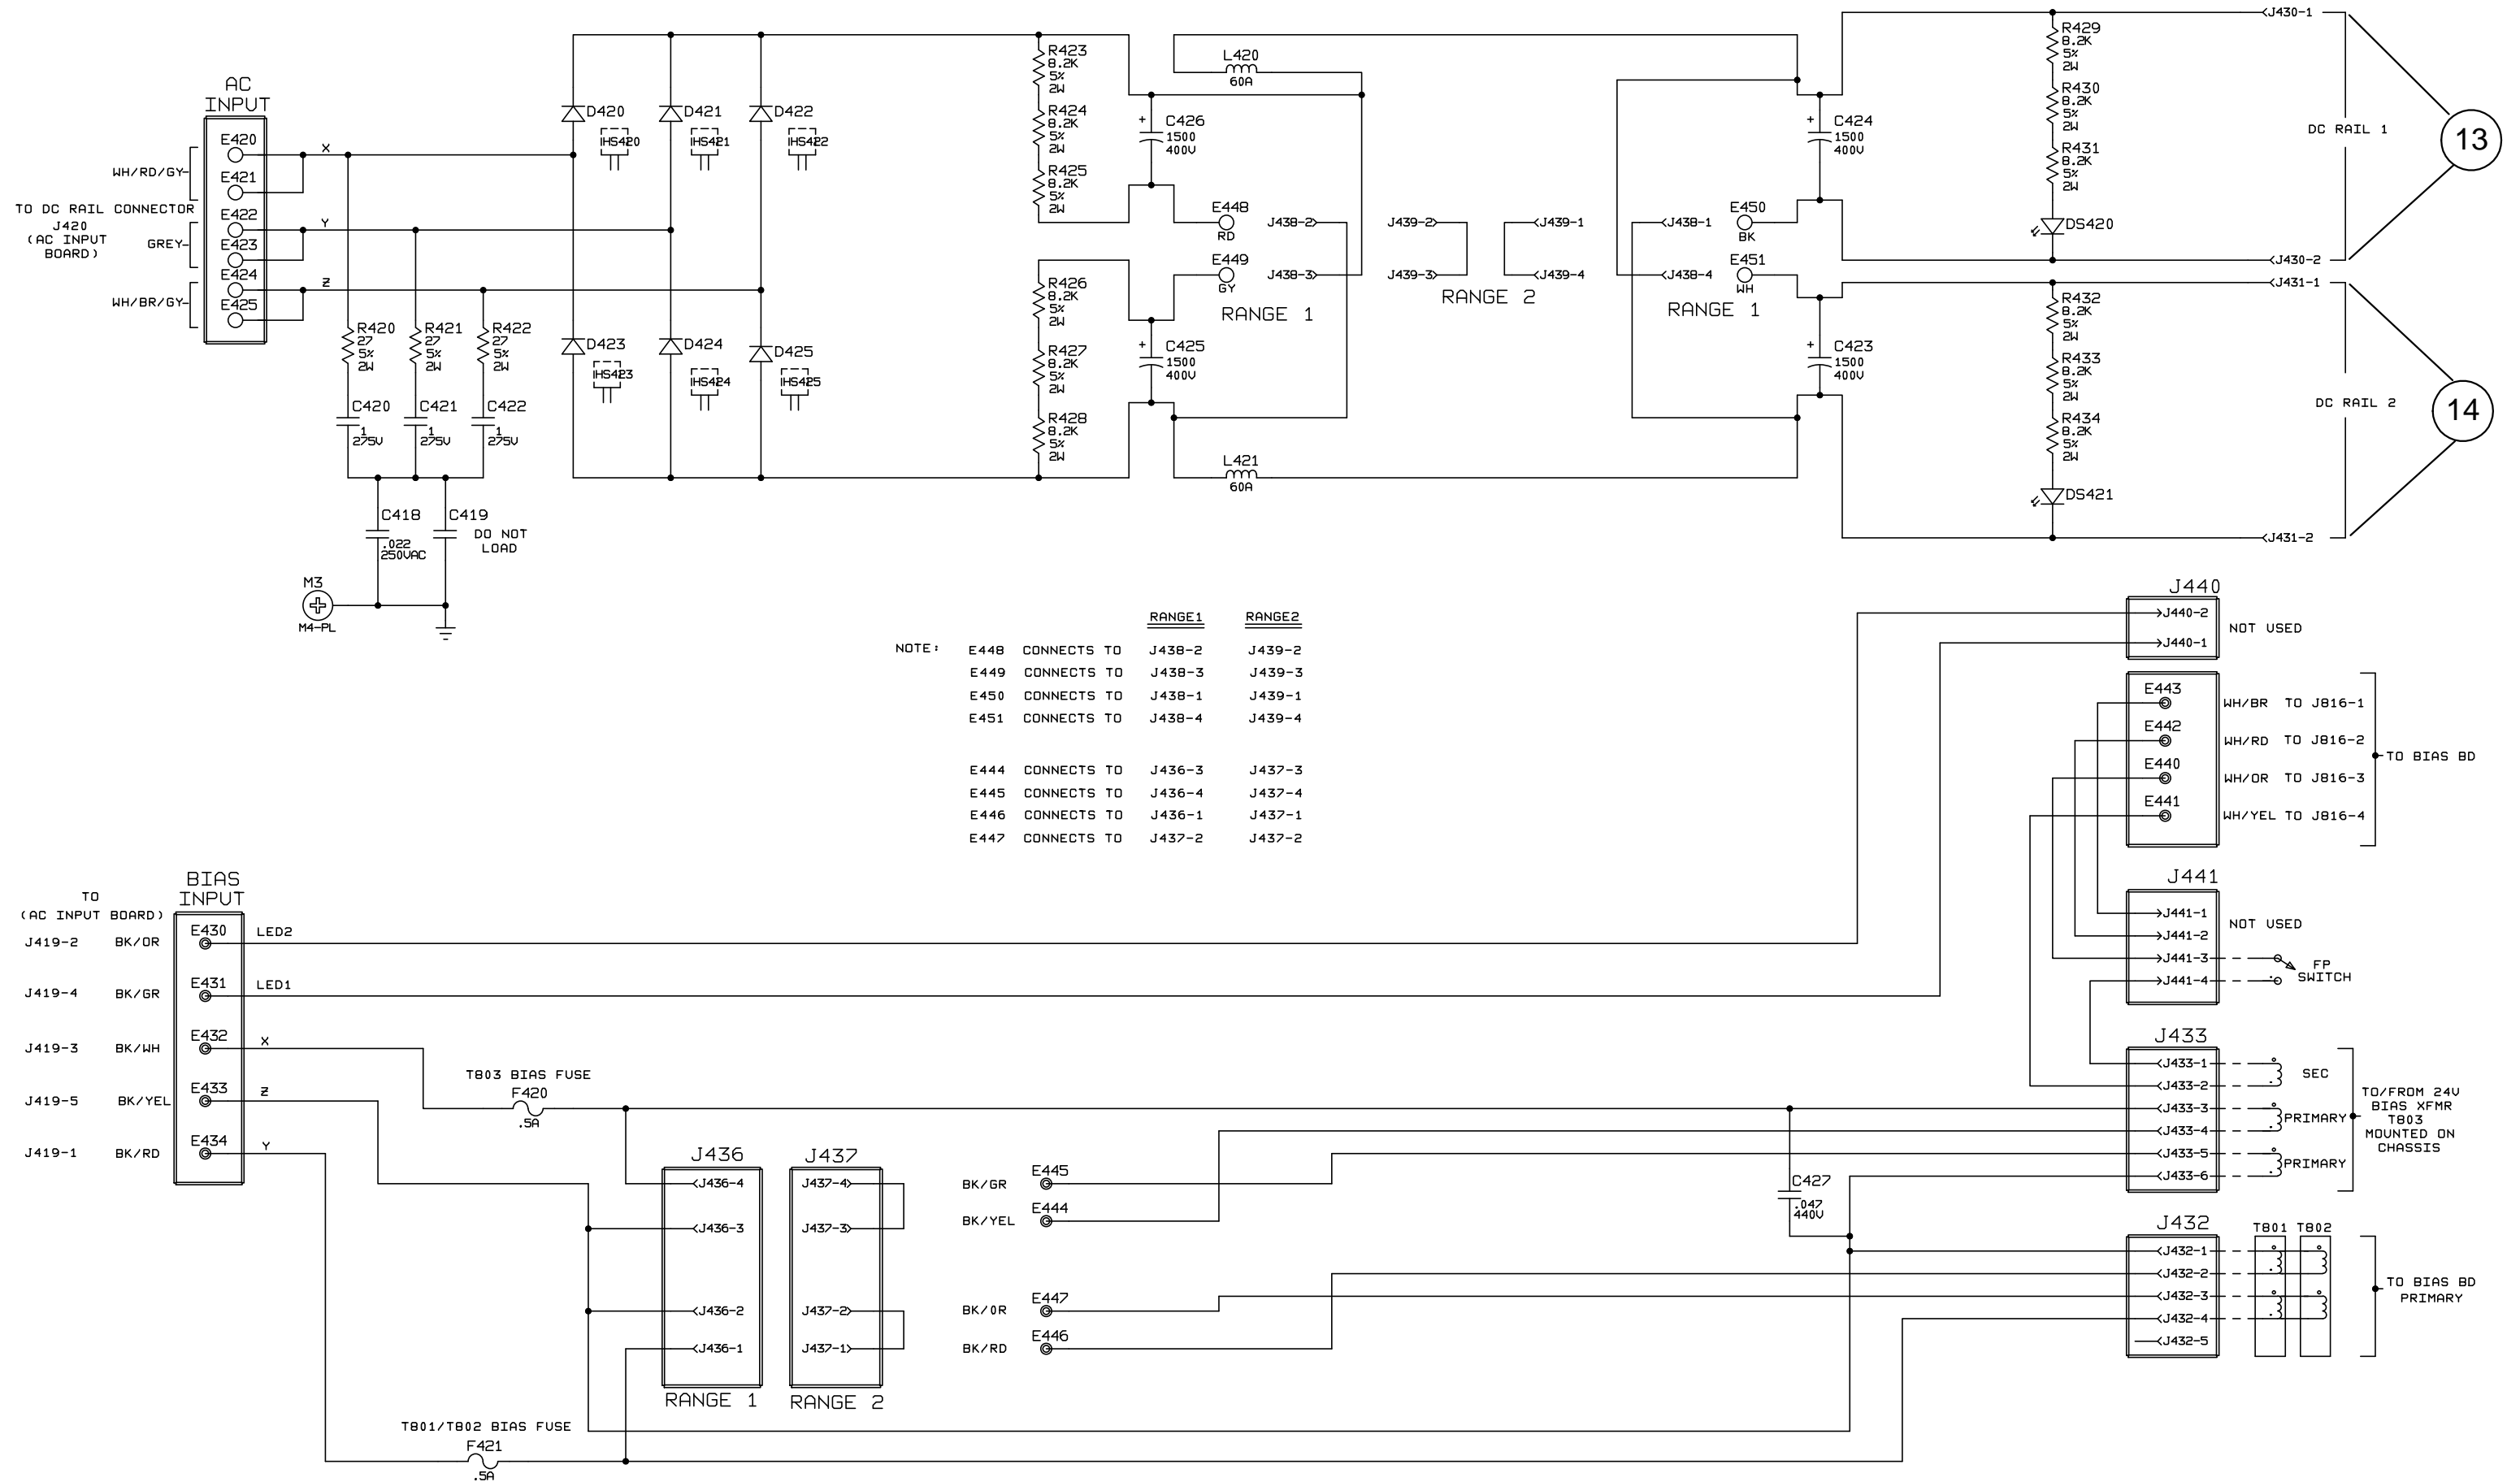 AC
INPUT
E420
E421
E422
E423
E424
E425
WH/RD/GY
TO DC RAIL CONNECTOR
J420
(AC INPUT
BOARD)
GREY
WH/BR/GY
X
Y
Z
R420
27
5%
2W
R421
27
5%
2W
R422
27
5%
2W
C420
1
275V
C421
1
275V
C422
1
275V
C418
.022
250VAC
C419
DO NOT
LOAD
M3
M4-PL
D420
HS420
D421
HS421
D422
HS422
D423
HS423
D424
HS424
D425
HS425
R423
8.2K
5%
2W
R424
8.2K
5%
2W
R425
8.2K
5%
2W
R426
8.2K
5%
2W
R427
8.2K
5%
2W
R428
8.2K
5%
2W
C426
+
1500
400V
C425
+
1500
400V
L420
60A
L421
60A
E448
RD
E449
GY
J438-2
J438-3
RANGE 1
J439-2
J439-3
J439-1
J439-4
RANGE 2
J438-1
J438-4
RANGE 1
E450
BK
E451
WH
C424
+
1500
400V
C423
+
1500
400V
R429
8.2K
5%
2W
R430
8.2K
5%
2W
R431
8.2K
5%
2W
DS420
R432
8.2K
5%
2W
R433
8.2K
5%
2W
R434
8.2K
5%
2W
DS421
J430-1
DC RAIL 1
J430-2
13
J431-1
DC RAIL 2
J431-2
14
RANGE1 RANGE2
NOTE: E448 CONNECTS TO J438-2 J439-2
E449 CONNECTS TO J438-3 J439-3
E450 CONNECTS TO J438-1 J439-1
E451 CONNECTS TO J438-4 J439-4
E444 CONNECTS TO J436-3 J437-3
E445 CONNECTS TO J436-4 J437-4
E446 CONNECTS TO J436-1 J437-1
E447 CONNECTS TO J437-2 J437-2
J440
J440-2
J440-1
NOT USED
E443
WH/BR TO J816-1
E442
WH/RD TO J816-2
E440
WH/OR TO J816-3
E441
WH/YEL TO J816-4
TO BIAS BD
J441
J441-1
J441-2
J441-3
J441-4
NOT USED
FP
SWITCH
J433
J433-1
J433-2
J433-3
J433-4
J433-5
J433-6
SEC
PRIMARY
PRIMARY
TO/FROM 24V
BIAS XFMR
T803
MOUNTED ON
CHASSIS
J432
T801 T802
J432-1
J432-2
J432-3
J432-4
J432-5
TO BIAS BD
PRIMARY
BIAS
INPUT
TO
(AC INPUT BOARD)
J419-2 BK/OR E430 LED2
J419-4 BK/GR E431 LED1
J419-3 BK/WH E432 X
J419-5 BK/YEL E433 Z
J419-1 BK/RD E434 Y
T803 BIAS FUSE
F420
.5A
J436
J436-4
J436-3
J436-2
J436-1
RANGE 1
J437
J437-4
J437-3
J437-2
J437-1
RANGE 2
BK/GR E445
BK/YEL E444
BK/OR E447
BK/RD E446
C427
.047
440V
T801/T802 BIAS FUSE
F421
.5A